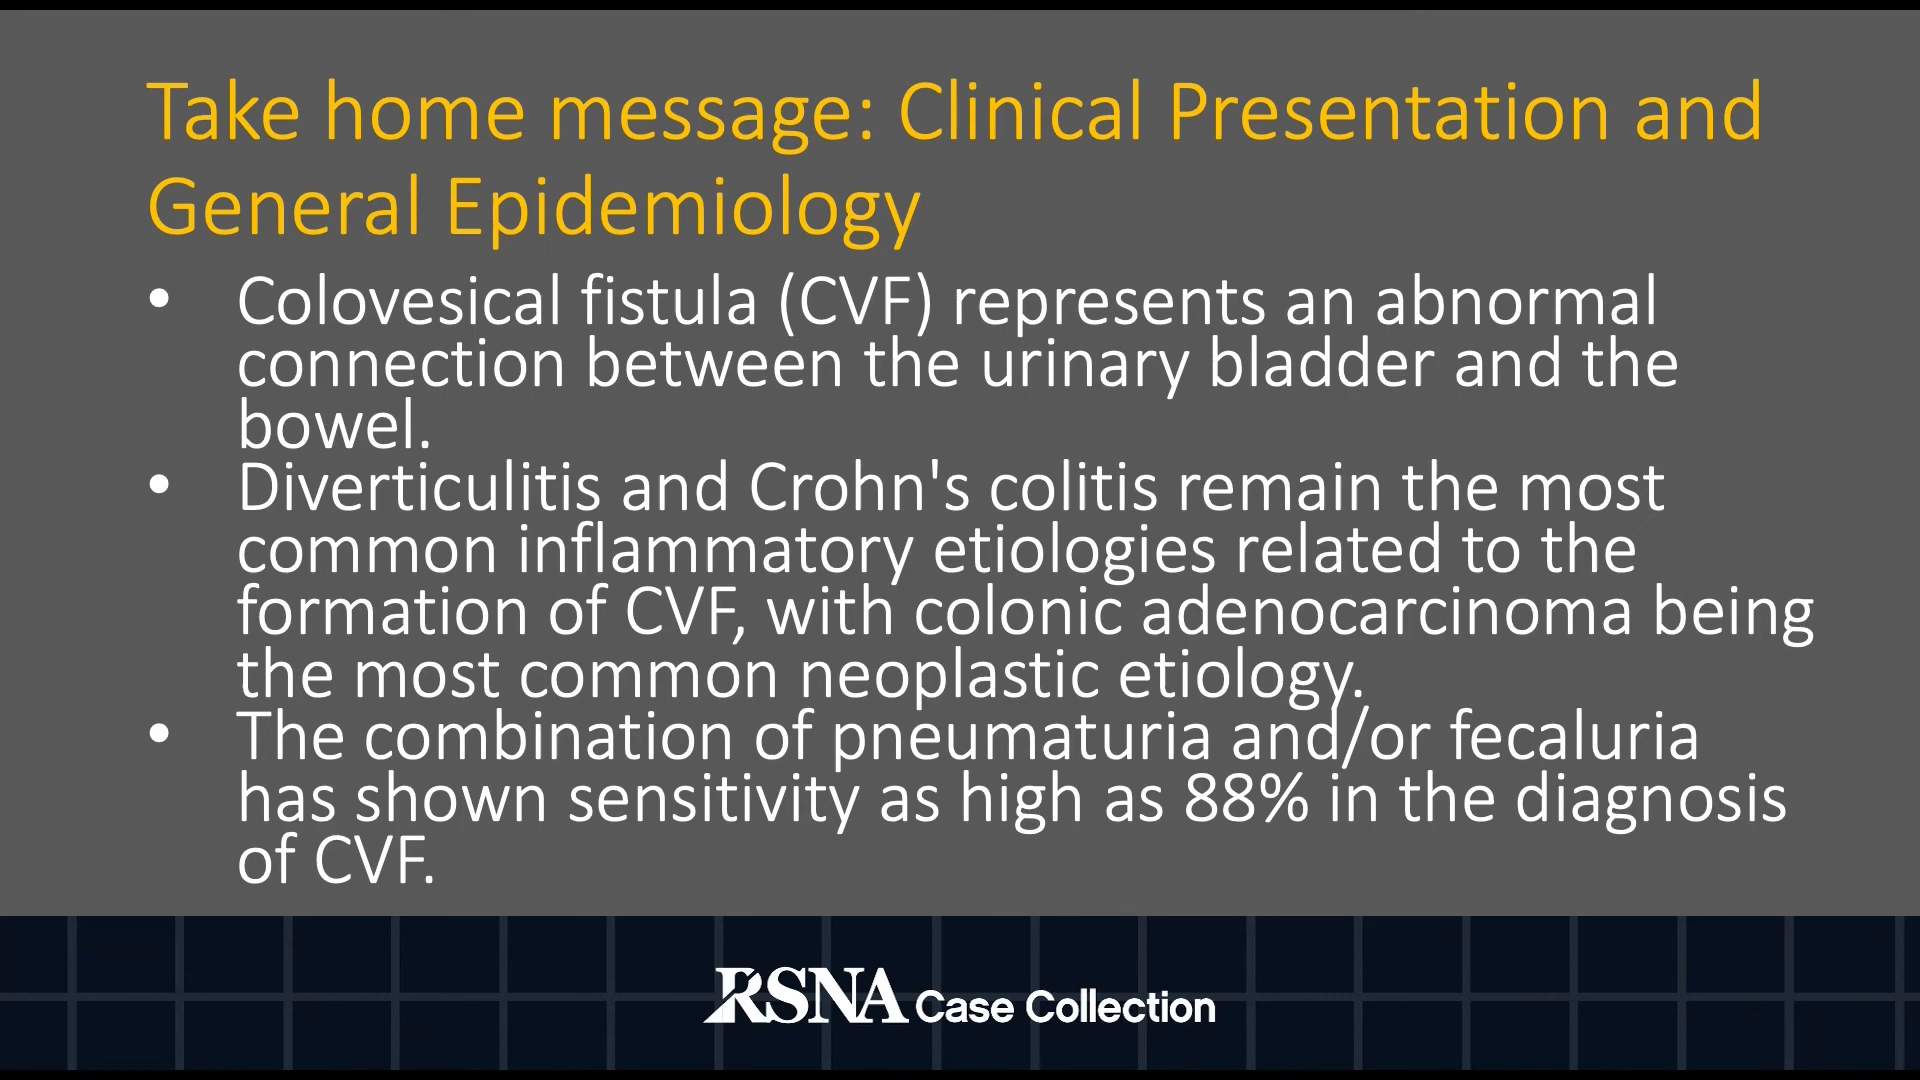 Take home message: Clinical Presentation and
General Epidemiology
• Colovesical fistula (CVF) represents an abnormal
connection between the urinary bladder and the
bowel.
• Diverticulitis and Crohn's colitis remain the most
common inflammatory etiologies related to the
formation of CVF, with colonic adenocarcinoma being
the most common neoplastic etiology.
• The combination of pneumaturia and/or fecaluria
has shown sensitivity as high as 88% in the diagnosis
of CVF.
RSNA Case Collection